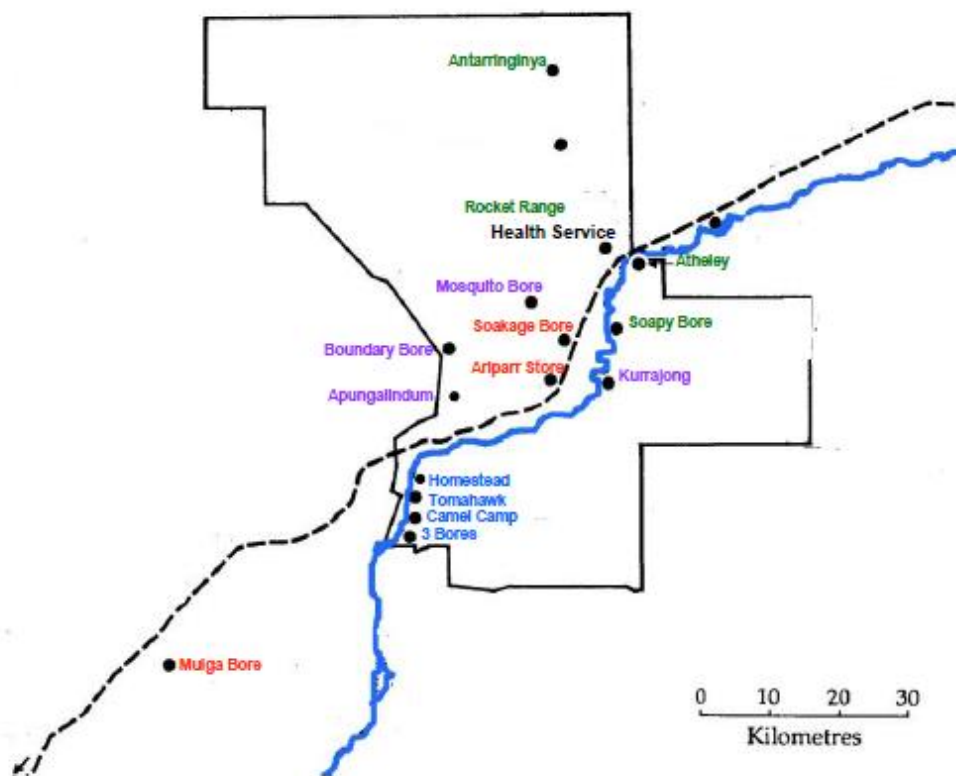 Antarringinya
Rocket Range
Health Service
Atheley
Mosquito Bore
Soakage Bore
Soapy Bore
Boundary Bore
Arlparr Store
Kurrajong
Apungalindum
Homestead
Tomahawk
Camel Camp
3 Bores
Mulga Bore
0 10 20 30
Kilometres